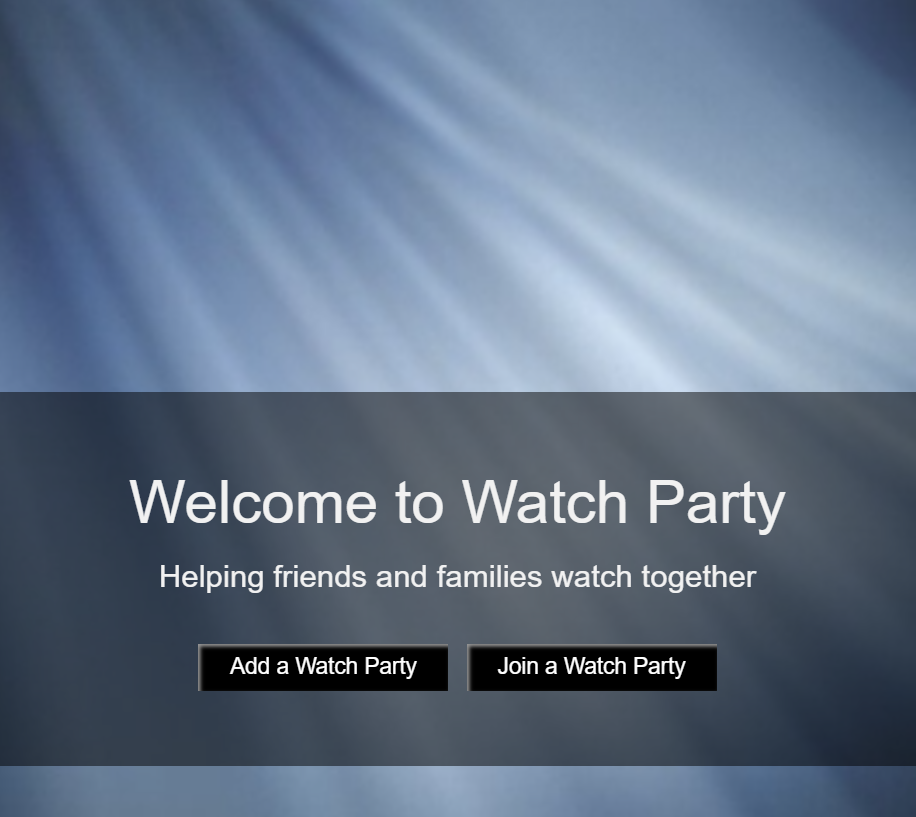 Welcome to Watch Party
Helping friends and families watch together
Add a Watch Party
Join a Watch Party